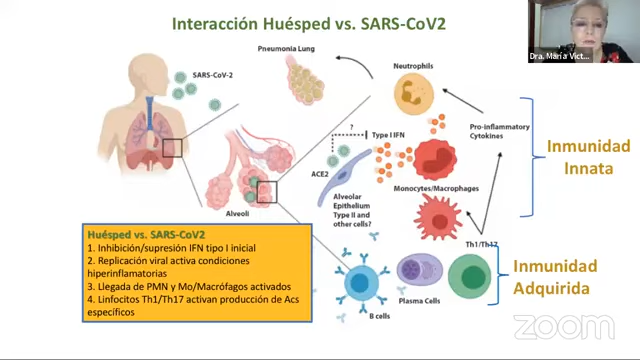 Interacción Huésped vs. SARS-CoV2
Dra. María Vict...
SARS-CoV-2
Pneumonia Lung
Neutrophils
?
Type I IFN
Pro-inflammatory
Cytokines
Inmunidad
Innata
ACE2
Alveoli
Alveolar
Epithelium
Type II and
other cells?
Monocytes/Macrophages
Th1/Th17
Huésped vs. SARS-CoV2
1. Inhibición/supresión IFN tipo I inicial
2. Replicación viral activa condiciones
hiperinflamatorias
3. Llegada de PMN y Mo/Macrófagos activados
4. Linfocitos Th1/Th17 activan producción de Acs
específicos
B cells
Plasma Cells
Inmunidad
Adquirida
zoom